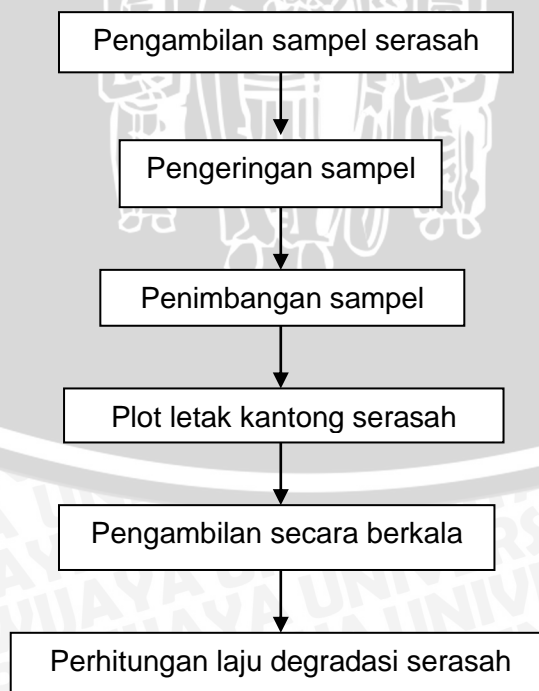 Pengambilan sampel serasah
Pengeringan sampel
Penimbangan sampel
Plot letak kantong serasah
Pengambilan secara berkala
Perhitungan laju degradasi serasah